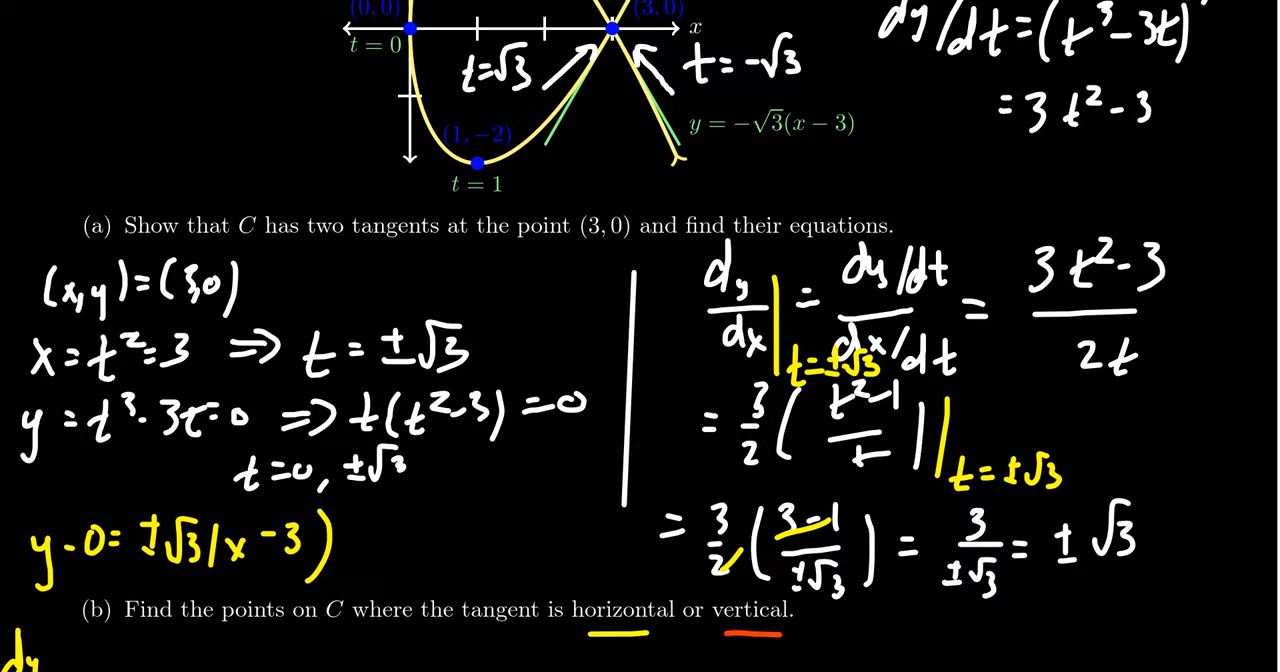 (0, 0)
(3, 0)
x
t = 0
t=√3
t=-√3
dy/dt=(t³-3t)'
= 3t²-3
(1, −2)
y = −√3(x − 3)
t = 1
(a) Show that C has two tangents at the point (3, 0) and find their equations.
(x,y)=(3,0)
x=t²=3 ⟹ t=±√3
y=t³-3t=0 ⟹ t(t²-3)=0
t=0, ±√3
y-0=±√3(x-3)
dy/dx |t=±√3 = (dy/dt)/(dx/dt) = (3t²-3)/(2t)
= 3/2 ((t²-1)/t) |t=±√3
= 3/2 ((3-1)/(±√3)) = 3/(±√3) = ±√3
(b) Find the points on C where the tangent is horizontal or vertical.
dy